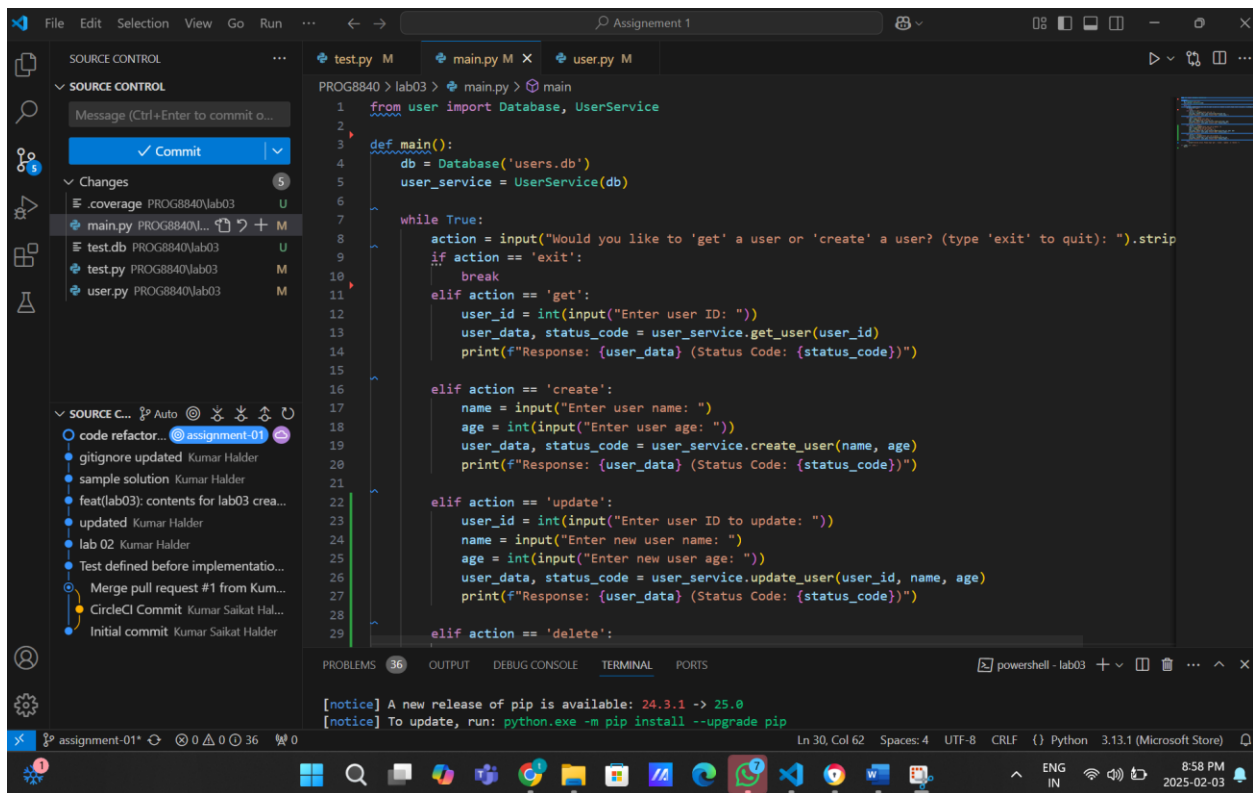 File Edit Selection View Go Run ··· Assignement 1
SOURCE CONTROL ···
SOURCE CONTROL
Message (Ctrl+Enter to commit o...
Commit
Changes 5
.coverage PROG8840\lab03 U
main.py PROG8840\l... M
test.db PROG8840\lab03 U
test.py PROG8840\lab03 M
user.py PROG8840\lab03 M
SOURCE C... Auto
code refactor... assignment-01
gitignore updated Kumar Halder
sample solution Kumar Halder
feat(lab03): contents for lab03 crea...
updated Kumar Halder
lab 02 Kumar Halder
Test defined before implementatio...
Merge pull request #1 from Kum...
CircleCI Commit Kumar Saikat Hal...
Initial commit Kumar Saikat Halder
5
test.py M main.py M user.py M
PROG8840 > lab03 > main.py > main
1 from user import Database, UserService
2
3 def main():
4 db = Database('users.db')
5 user_service = UserService(db)
6
7 while True:
8 action = input("Would you like to 'get' a user or 'create' a user? (type 'exit' to quit): ").strip
9 if action == 'exit':
10 break
11 elif action == 'get':
12 user_id = int(input("Enter user ID: "))
13 user_data, status_code = user_service.get_user(user_id)
14 print(f"Response: {user_data} (Status Code: {status_code})")
15
16 elif action == 'create':
17 name = input("Enter user name: ")
18 age = int(input("Enter user age: "))
19 user_data, status_code = user_service.create_user(name, age)
20 print(f"Response: {user_data} (Status Code: {status_code})")
21
22 elif action == 'update':
23 user_id = int(input("Enter user ID to update: "))
24 name = input("Enter new user name: ")
25 age = int(input("Enter new user age: "))
26 user_data, status_code = user_service.update_user(user_id, name, age)
27 print(f"Response: {user_data} (Status Code: {status_code})")
28
29 elif action == 'delete':
PROBLEMS 36 OUTPUT DEBUG CONSOLE TERMINAL PORTS powershell - lab03
[notice] A new release of pip is available: 24.3.1 -> 25.0
[notice] To update, run: python.exe -m pip install --upgrade pip
assignment-01* 0 0 36 0 Ln 30, Col 62 Spaces: 4 UTF-8 CRLF {} Python 3.13.1 (Microsoft Store)
1 7 ENG IN 8:58 PM
2025-02-03